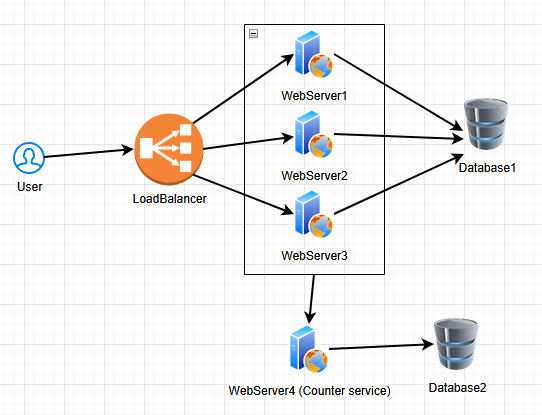 WebServer1
WebServer2
Database1
User
LoadBalancer
WebServer3
WebServer4 (Counter service)
Database2